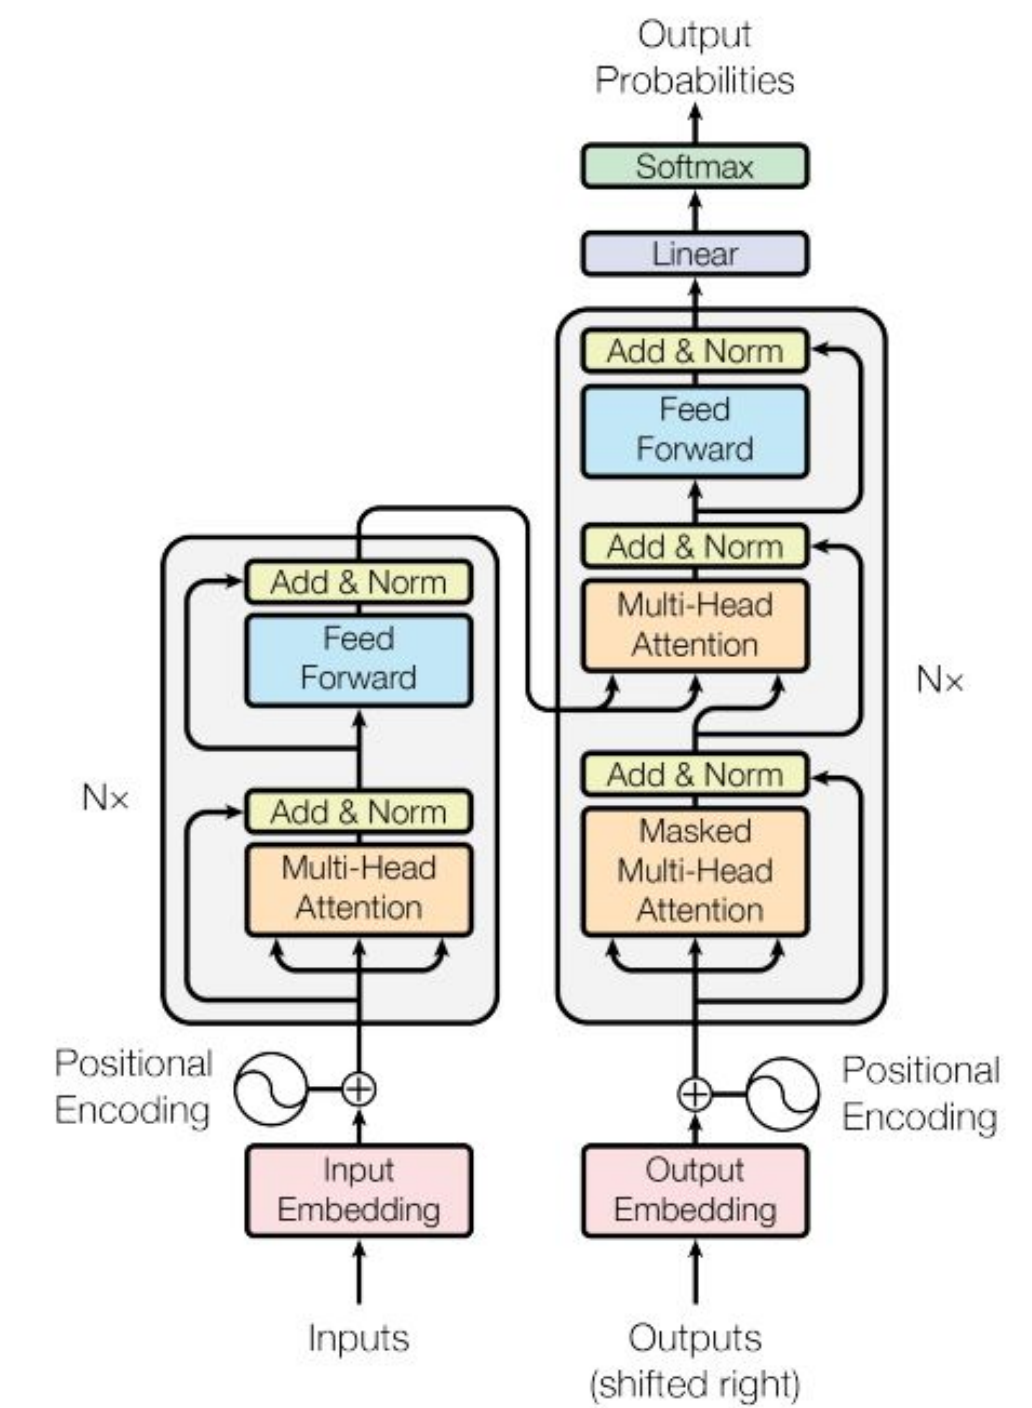 Output
Probabilities
Softmax
Linear
Add & Norm
Feed
Forward
Add & Norm
Multi-Head
Attention
Nx
Add & Norm
Masked
Multi-Head
Attention
Add & Norm
Feed
Forward
Nx
Add & Norm
Multi-Head
Attention
Positional
Encoding
Positional
Encoding
Input
Embedding
Output
Embedding
Inputs
Outputs
(shifted right)